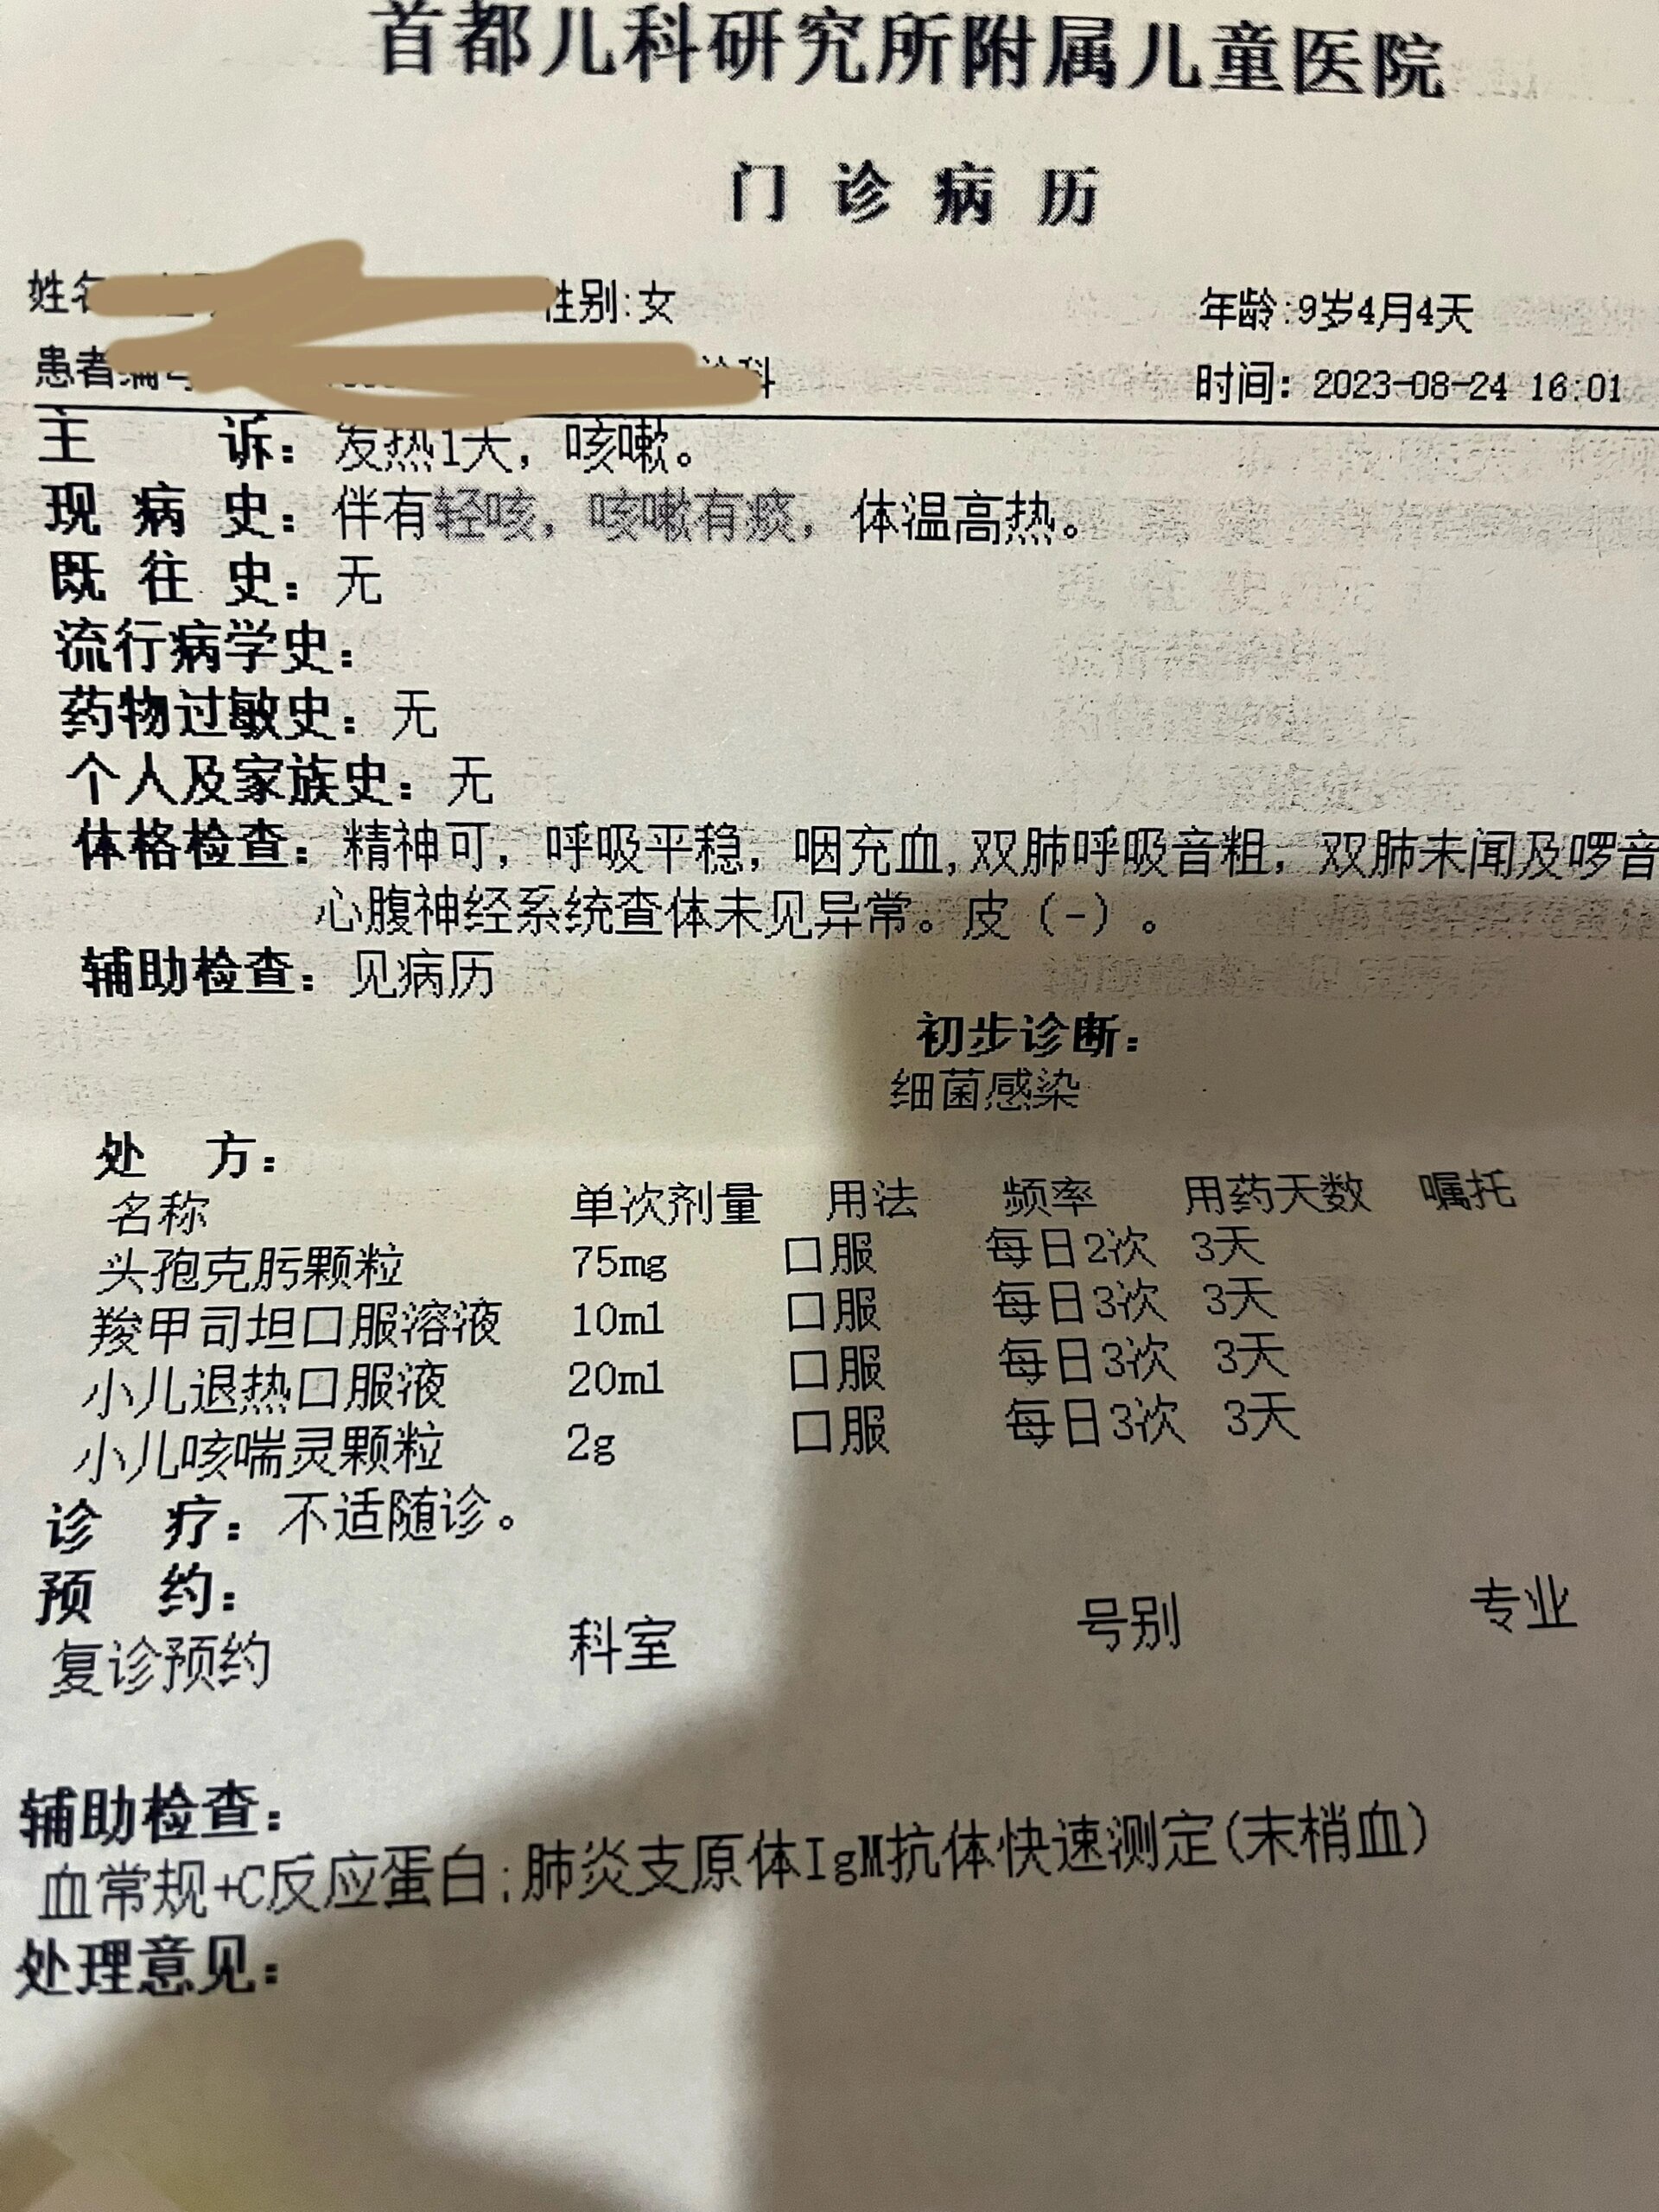 首都儿科研究所附属儿童医院
门 诊 病 历
姓名 性别:女 年龄:9岁4月4天
患者编号 诊科 时间: 2023-08-24 16:01
主 诉: 发热1天, 咳嗽。
现 病 史: 伴有轻咳, 咳嗽有痰, 体温高热。
既 往 史: 无
流行病学史:
药物过敏史: 无
个人及家族史: 无
体格检查: 精神可, 呼吸平稳, 咽充血,双肺呼吸音粗, 双肺未闻及啰音
心腹神经系统查体未见异常。皮 (-) 。
辅助检查: 见病历
初步诊断:
细菌感染
处 方:
名称 单次剂量 用法 频率 用药天数 嘱托
头孢克肟颗粒 75mg 口服 每日2次 3天
羧甲司坦口服溶液 10ml 口服 每日3次 3天
小儿退热口服液 20ml 口服 每日3次 3天
小儿咳喘灵颗粒 2g 口服 每日3次 3天
诊 疗: 不适随诊。
预 约:
复诊预约 科室 号别 专业
辅助检查:
血常规+C反应蛋白;肺炎支原体IgM抗体快速测定(末梢血)
处理意见: